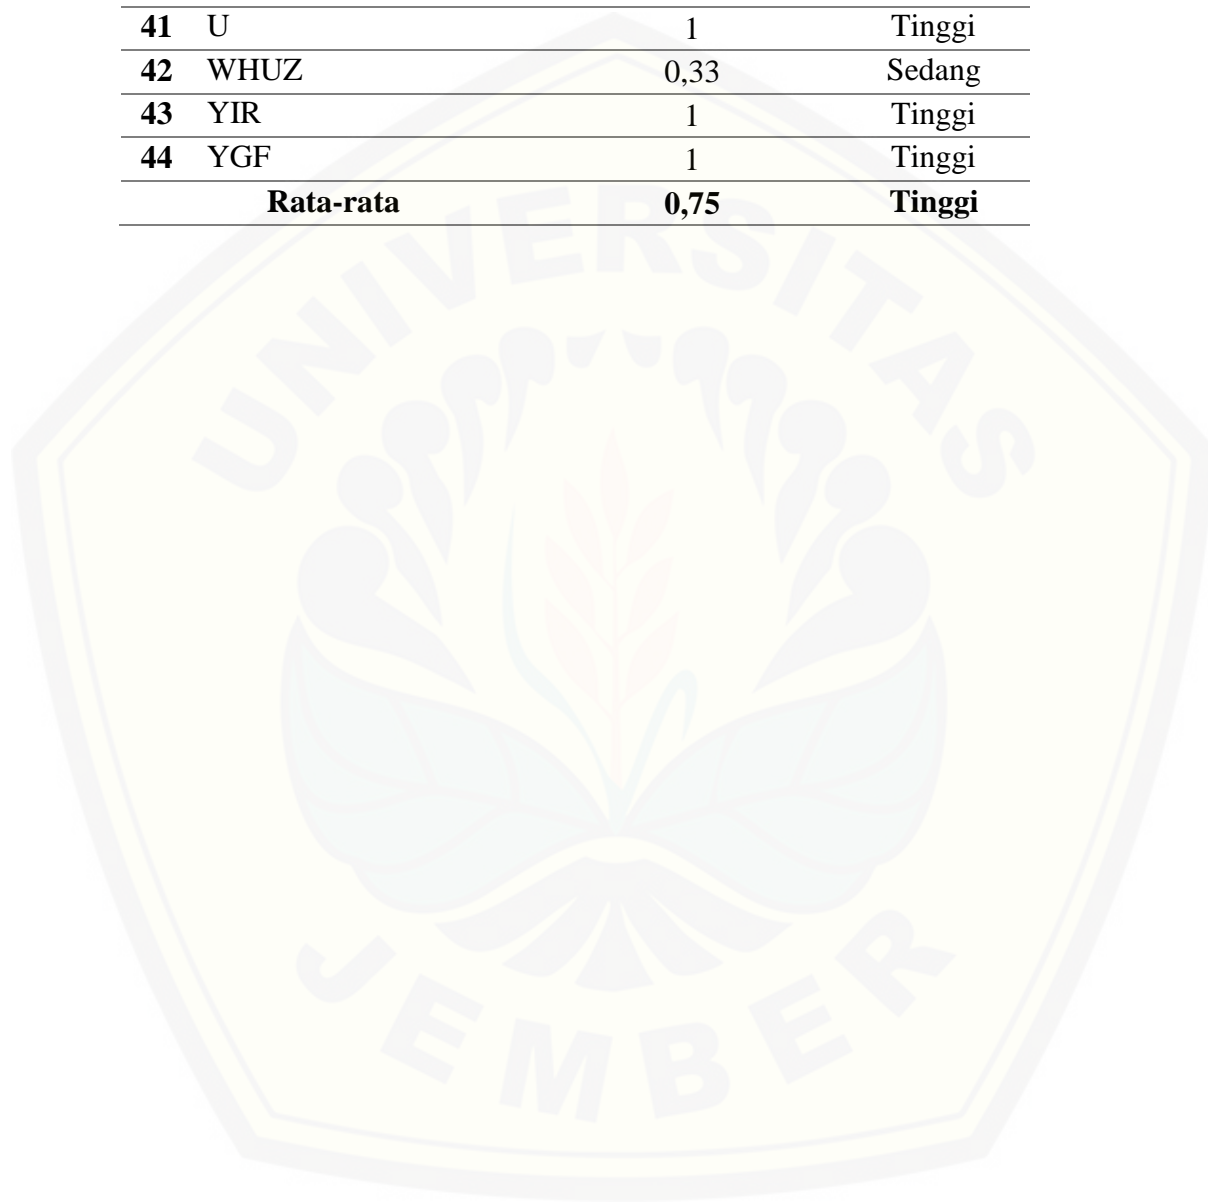 41 U 1 Tinggi
42 WHUZ 0,33 Sedang
43 YIR 1 Tinggi
44 YGF 1 Tinggi
Rata-rata 0,75 Tinggi
UNIVERSITAS
JEMBER